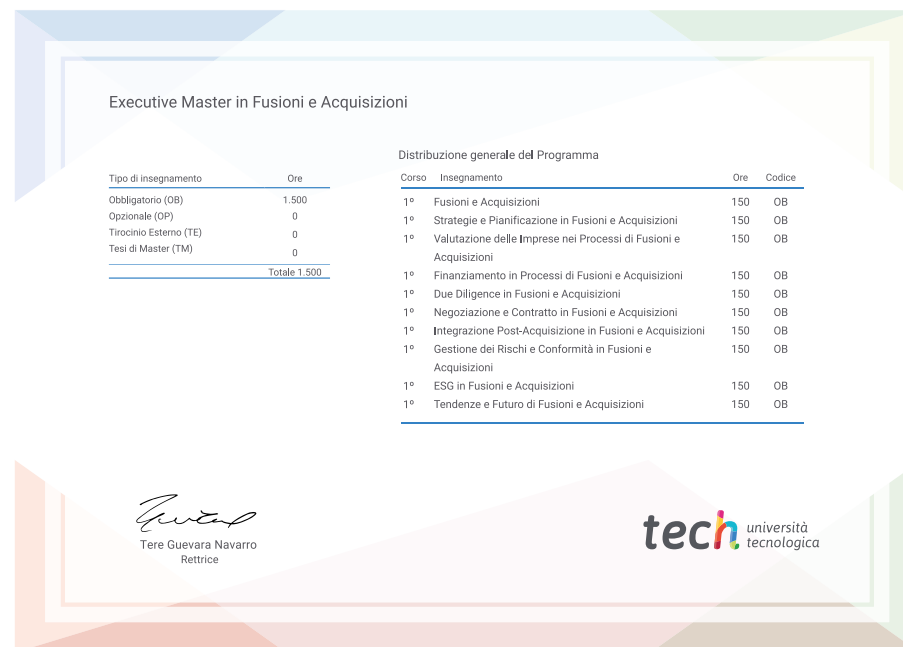 Executive Master in Fusioni e Acquisizioni
Tipo di insegnamento Ore
Obbligatorio (OB) 1.500
Opzionale (OP) 0
Tirocinio Esterno (TE) 0
Tesi di Master (TM) 0
Totale 1.500
Distribuzione generale del Programma
Corso Insegnamento Ore Codice
1º Fusioni e Acquisizioni 150 OB
1º Strategie e Pianificazione in Fusioni e Acquisizioni 150 OB
1º Valutazione delle Imprese nei Processi di Fusioni e 150 OB
Acquisizioni
1º Finanziamento in Processi di Fusioni e Acquisizioni 150 OB
1º Due Diligence in Fusioni e Acquisizioni 150 OB
1º Negoziazione e Contratto in Fusioni e Acquisizioni 150 OB
1º Integrazione Post-Acquisizione in Fusioni e Acquisizioni 150 OB
1º Gestione dei Rischi e Conformità in Fusioni e 150 OB
Acquisizioni
1º ESG in Fusioni e Acquisizioni 150 OB
1º Tendenze e Futuro di Fusioni e Acquisizioni 150 OB
Tere Guevara Navarro
Rettrice
tech università
tecnologica